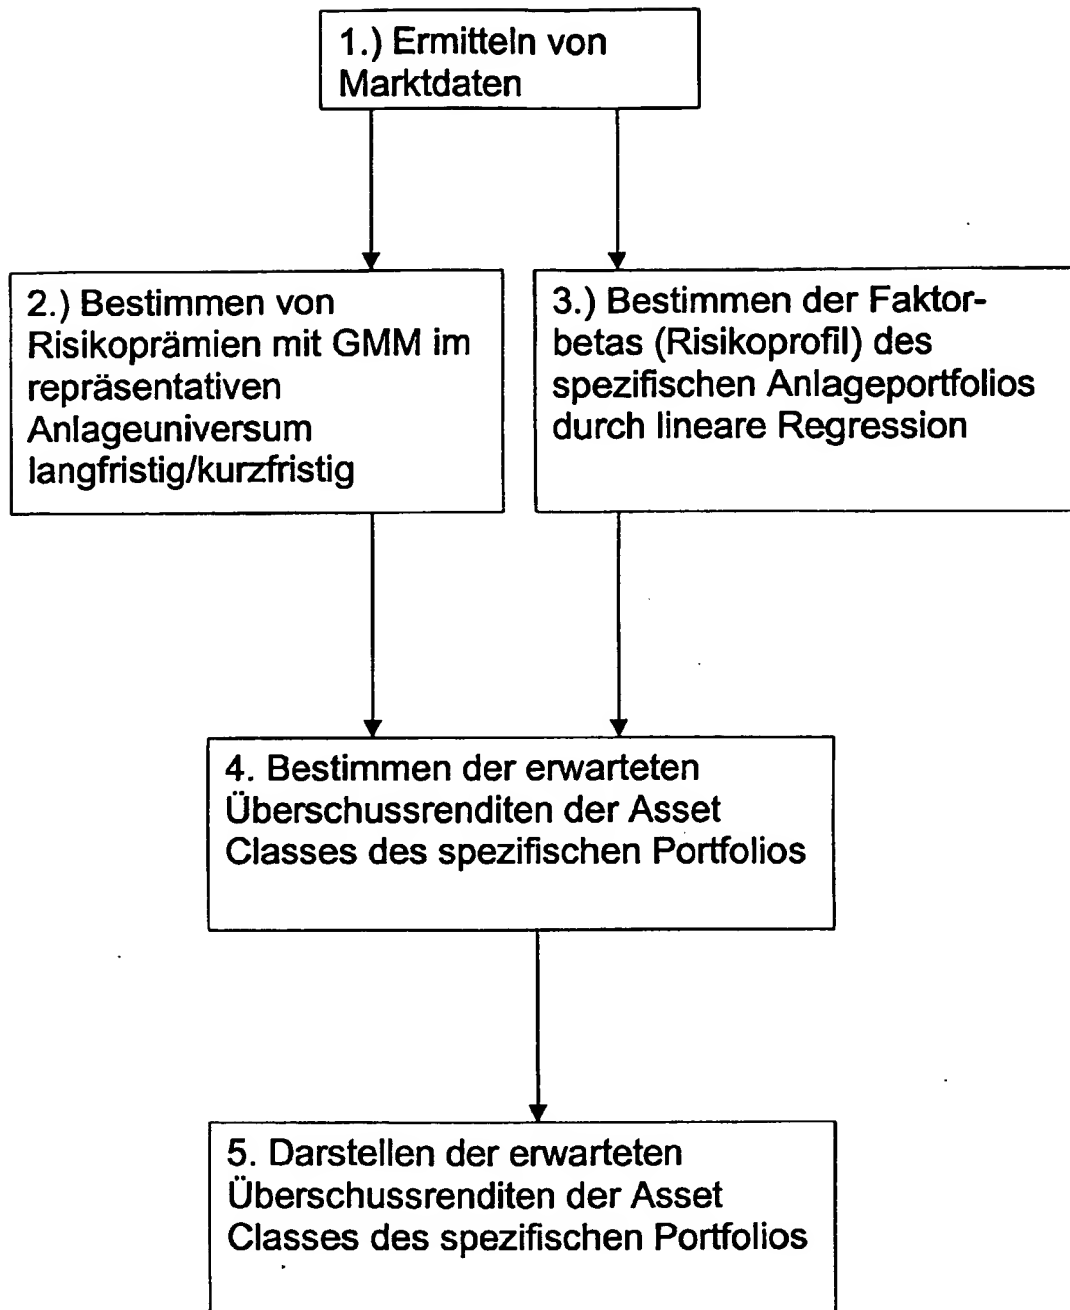 1.) Ermitteln von
Marktdaten
2.) Bestimmen von
Risikoprämien mit GMM im
repräsentativen
Anlageuniversum
langfristig/kurzfristig
3.) Bestimmen der Faktor-
betas (Risikoprofil) des
spezifischen Anlageportfolios
durch lineare Regression
4. Bestimmen der erwarteten
Überschussrenditen der Asset
Classes des spezifischen Portfolios
5. Darstellen der erwarteten
Überschussrenditen der Asset
Classes des spezifischen Portfolios